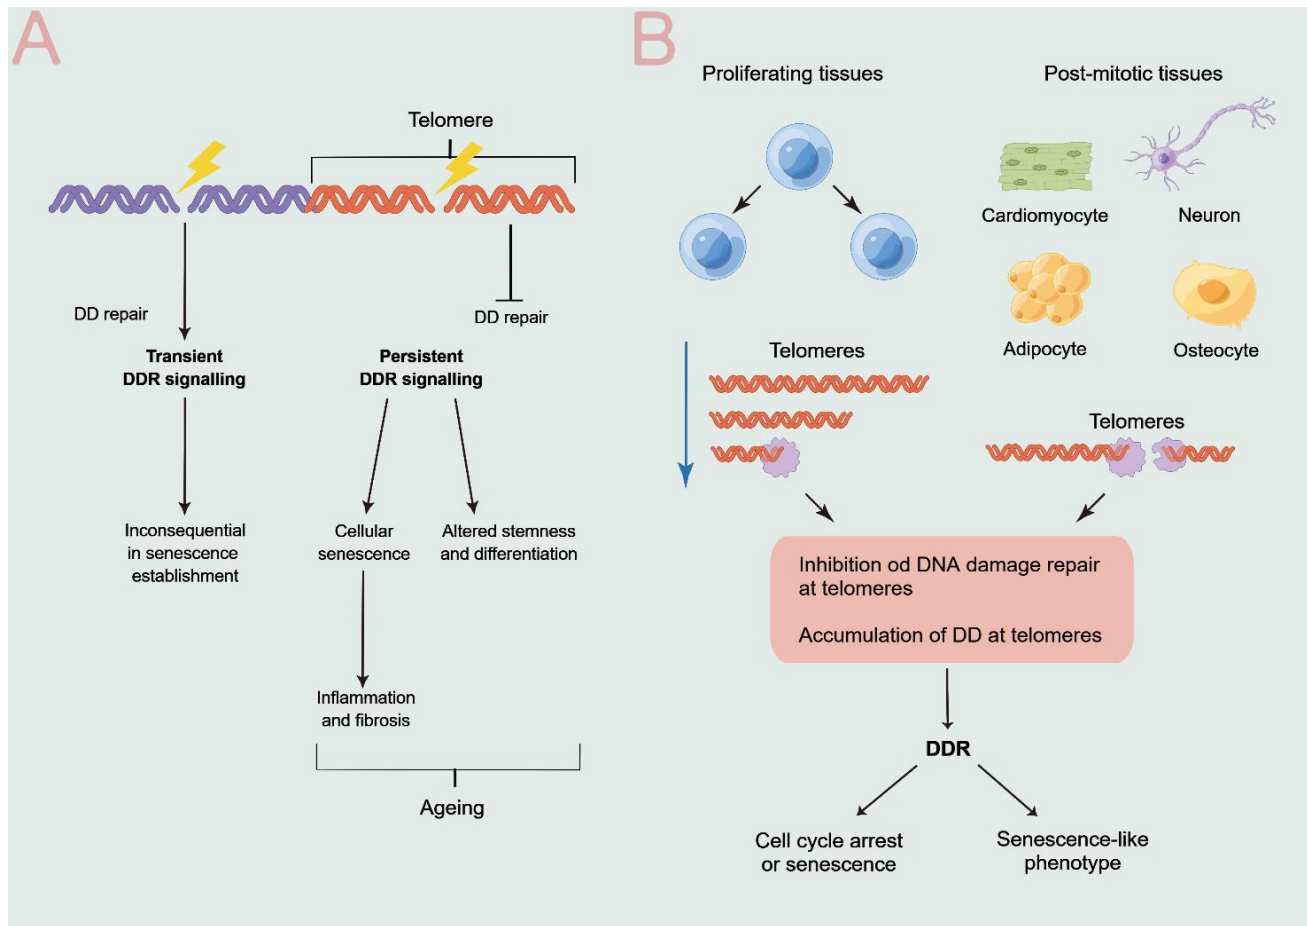 A
Telomere
DD repair
DD repair
Transient
DDR signalling
Persistent
DDR signalling
Inconsequential
in senescence
establishment
Cellular
senescence
Altered stemness
and differentiation
Inflammation
and fibrosis
Ageing
B
Proliferating tissues
Post-mitotic tissues
Cardiomyocyte
Neuron
Adipocyte
Osteocyte
Telomeres
Telomeres
Inhibition od DNA damage repair
at telomeres
Accumulation of DD at telomeres
DDR
Cell cycle arrest
or senescence
Senescence-like
phenotype